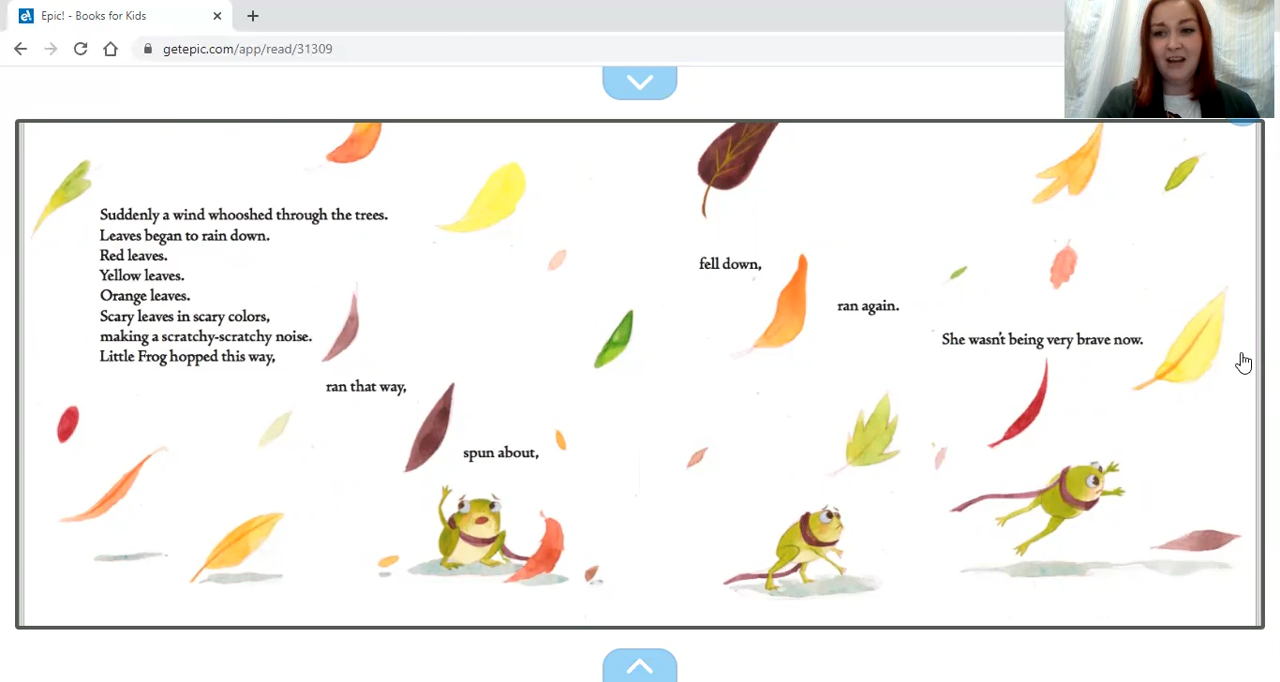 Epic! - Books for Kids
getepic.com/app/read/31309
Suddenly a wind whooshed through the trees.
Leaves began to rain down.
Red leaves.
Yellow leaves.
Orange leaves.
Scary leaves in scary colors,
making a scratchy-scratchy noise.
Little Frog hopped this way,
ran that way,
spun about,
fell down,
ran again.
She wasn't being very brave now.